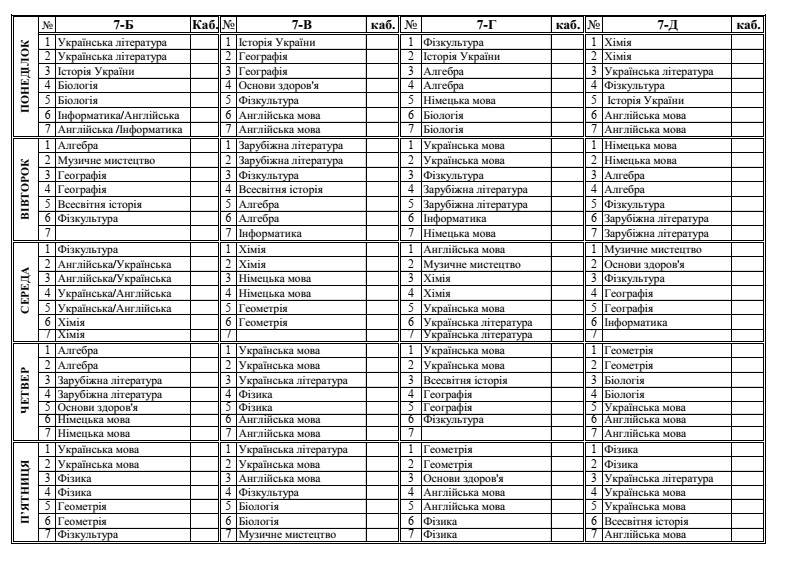 № 7-Б Каб. № 7-В каб. № 7-Г каб. № 7-Д каб.
ПОНЕДІЛОК
1 Українська література 1 Історія України 1 Фізкультура 1 Хімія
2 Українська література 2 Географія 2 Історія України 2 Хімія
3 Історія України 3 Географія 3 Алгебра 3 Українська література
4 Біологія 4 Основи здоров'я 4 Алгебра 4 Фізкультура
5 Біологія 5 Фізкультура 5 Німецька мова 5 Історія України
6 Інформатика/Англійська 6 Англійська мова 6 Біологія 6 Англійська мова
7 Англійська /Інформатика 7 Англійська мова 7 Біологія 7 Англійська мова
ВІВТОРОК
1 Алгебра 1 Зарубіжна література 1 Українська мова 1 Німецька мова
2 Музичне мистецтво 2 Зарубіжна література 2 Українська мова 2 Німецька мова
3 Географія 3 Фізкультура 3 Фізкультура 3 Алгебра
4 Географія 4 Всесвітня історія 4 Зарубіжна література 4 Алгебра
5 Всесвітня історія 5 Алгебра 5 Зарубіжна література 5 Фізкультура
6 Фізкультура 6 Алгебра 6 Інформатика 6 Зарубіжна література
7 7 Інформатика 7 Німецька мова 7 Зарубіжна література
СЕРЕДА
1 Фізкультура 1 Хімія 1 Англійська мова 1 Музичне мистецтво
2 Англійська/Українська 2 Хімія 2 Музичне мистецтво 2 Основи здоров'я
3 Англійська/Українська 3 Німецька мова 3 Хімія 3 Фізкультура
4 Українська/Англійська 4 Німецька мова 4 Хімія 4 Географія
5 Українська/Англійська 5 Геометрія 5 Українська мова 5 Географія
6 Хімія 6 Геометрія 6 Українська література 6 Інформатика
7 Хімія 7 7 Українська література 7
ЧЕТВЕР
1 Алгебра 1 Українська мова 1 Українська мова 1 Геометрія
2 Алгебра 2 Українська мова 2 Українська мова 2 Геометрія
3 Зарубіжна література 3 Українська література 3 Всесвітня історія 3 Біологія
4 Зарубіжна література 4 Фізика 4 Географія 4 Біологія
5 Основи здоров'я 5 Фізика 5 Географія 5 Українська мова
6 Німецька мова 6 Англійська мова 6 Фізкультура 6 Англійська мова
7 Німецька мова 7 Англійська мова 7 7 Англійська мова
П'ЯТНИЦЯ
1 Українська мова 1 Українська література 1 Геометрія 1 Фізика
2 Українська мова 2 Українська мова 2 Геометрія 2 Фізика
3 Фізика 3 Англійська мова 3 Основи здоров'я 3 Українська література
4 Фізика 4 Фізкультура 4 Англійська мова 4 Українська мова
5 Геометрія 5 Біологія 5 Англійська мова 5 Українська мова
6 Геометрія 6 Біологія 6 Фізика 6 Всесвітня історія
7 Фізкультура 7 Музичне мистецтво 7 Фізика 7 Англійська мова